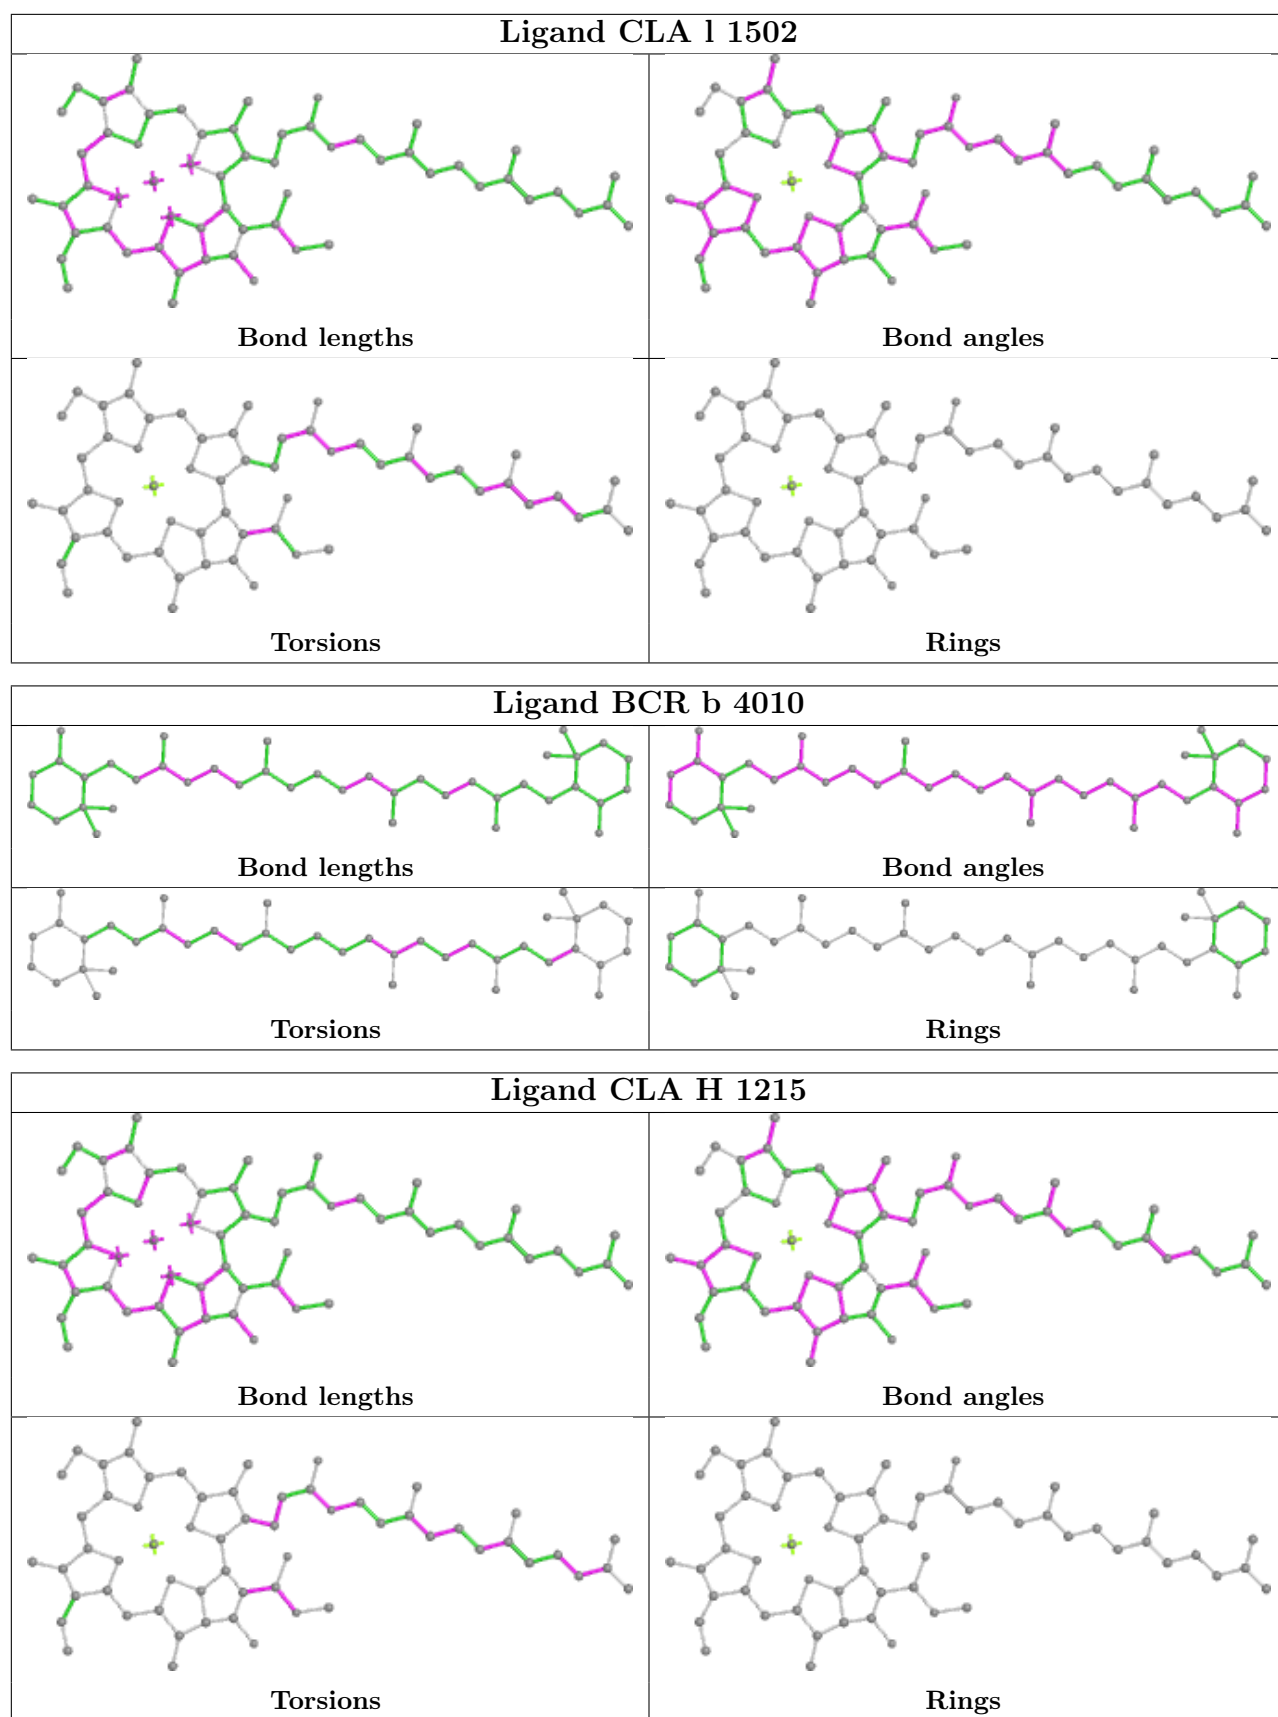 Ligand CLA l 1502
Bond lengths
Bond angles
Torsions
Rings
Ligand BCR b 4010
Bond lengths
Bond angles
Torsions
Rings
Ligand CLA H 1215
Bond lengths
Bond angles
Torsions
Rings